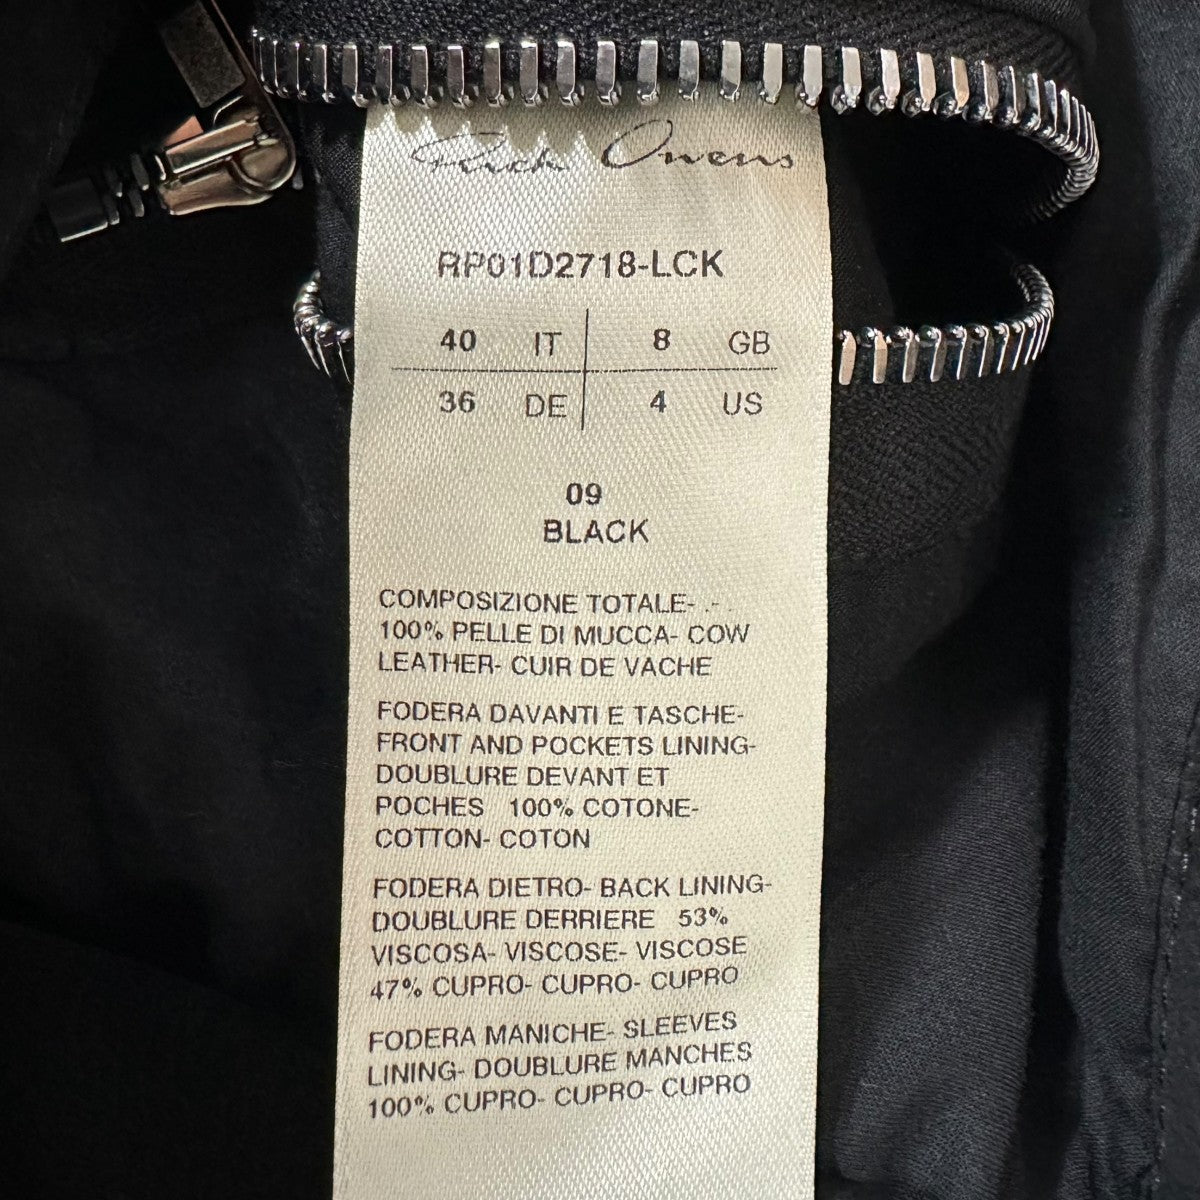 Rick Owens
RP01D2718-LCK
40 IT 8 GB
36 DE 4 US
09
BLACK
COMPOSIZIONE TOTALE- .-.
100% PELLE DI MUCCA- COW
LEATHER- CUIR DE VACHE
FODERA DAVANTI E TASCHE-
FRONT AND POCKETS LINING-
DOUBLURE DEVANT ET
POCHES 100% COTONE-
COTTON- COTON
FODERA DIETRO- BACK LINING-
DOUBLURE DERRIERE 53%
VISCOSA- VISCOSE- VISCOSE
47% CUPRO- CUPRO- CUPRO
FODERA MANICHE- SLEEVES
LINING- DOUBLURE MANCHES
100% CUPRO- CUPRO- CUPRO